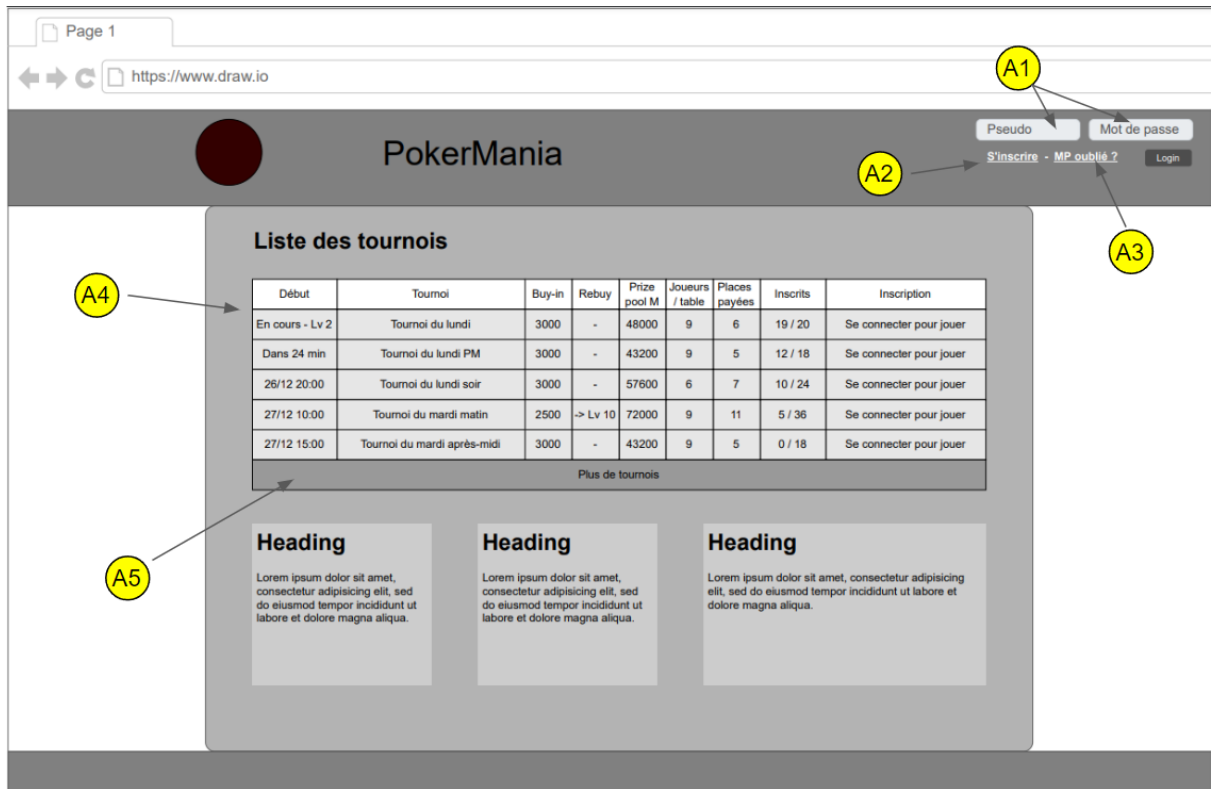 Page 1
https://www.draw.io
A1
Pseudo Mot de passe
PokerMania
S'inscrire - MP oublié ? Login
A2
A3
Liste des tournois
A4
Début Tournoi Buy-in Rebuy Prize pool M Joueurs / table Places payées Inscrits Inscription
En cours - Lv 2 Tournoi du lundi 3000 - 48000 9 6 19 / 20 Se connecter pour jouer
Dans 24 min Tournoi du lundi PM 3000 - 43200 9 5 12 / 18 Se connecter pour jouer
26/12 20:00 Tournoi du lundi soir 3000 - 57600 6 7 10 / 24 Se connecter pour jouer
27/12 10:00 Tournoi du mardi matin 2500 -> Lv 10 72000 9 11 5 / 36 Se connecter pour jouer
27/12 15:00 Tournoi du mardi après-midi 3000 - 43200 9 5 0 / 18 Se connecter pour jouer
Plus de tournois
A5
Heading
Lorem ipsum dolor sit amet,
consectetur adipisicing elit, sed
do eiusmod tempor incididunt ut
labore et dolore magna aliqua.
Heading
Lorem ipsum dolor sit amet,
consectetur adipisicing elit, sed
do eiusmod tempor incididunt ut
labore et dolore magna aliqua.
Heading
Lorem ipsum dolor sit amet, consectetur adipisicing
elit, sed do eiusmod tempor incididunt ut labore et
dolore magna aliqua.